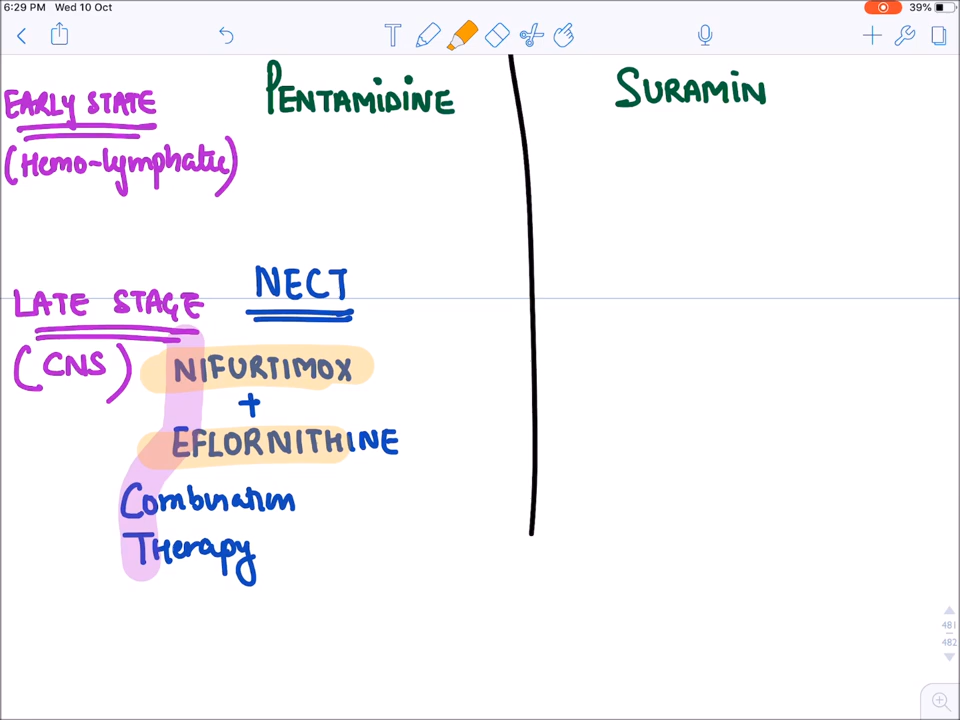 6:29 PM Wed 10 Oct
39%
EARLY STATE
PENTAMIDINE
SURAMIN
(Hemo-lymphatic)
LATE STAGE
NECT
(CNS)
NIFURTIMOX
+
EFLORNITHINE
Combination
Therapy
481
482